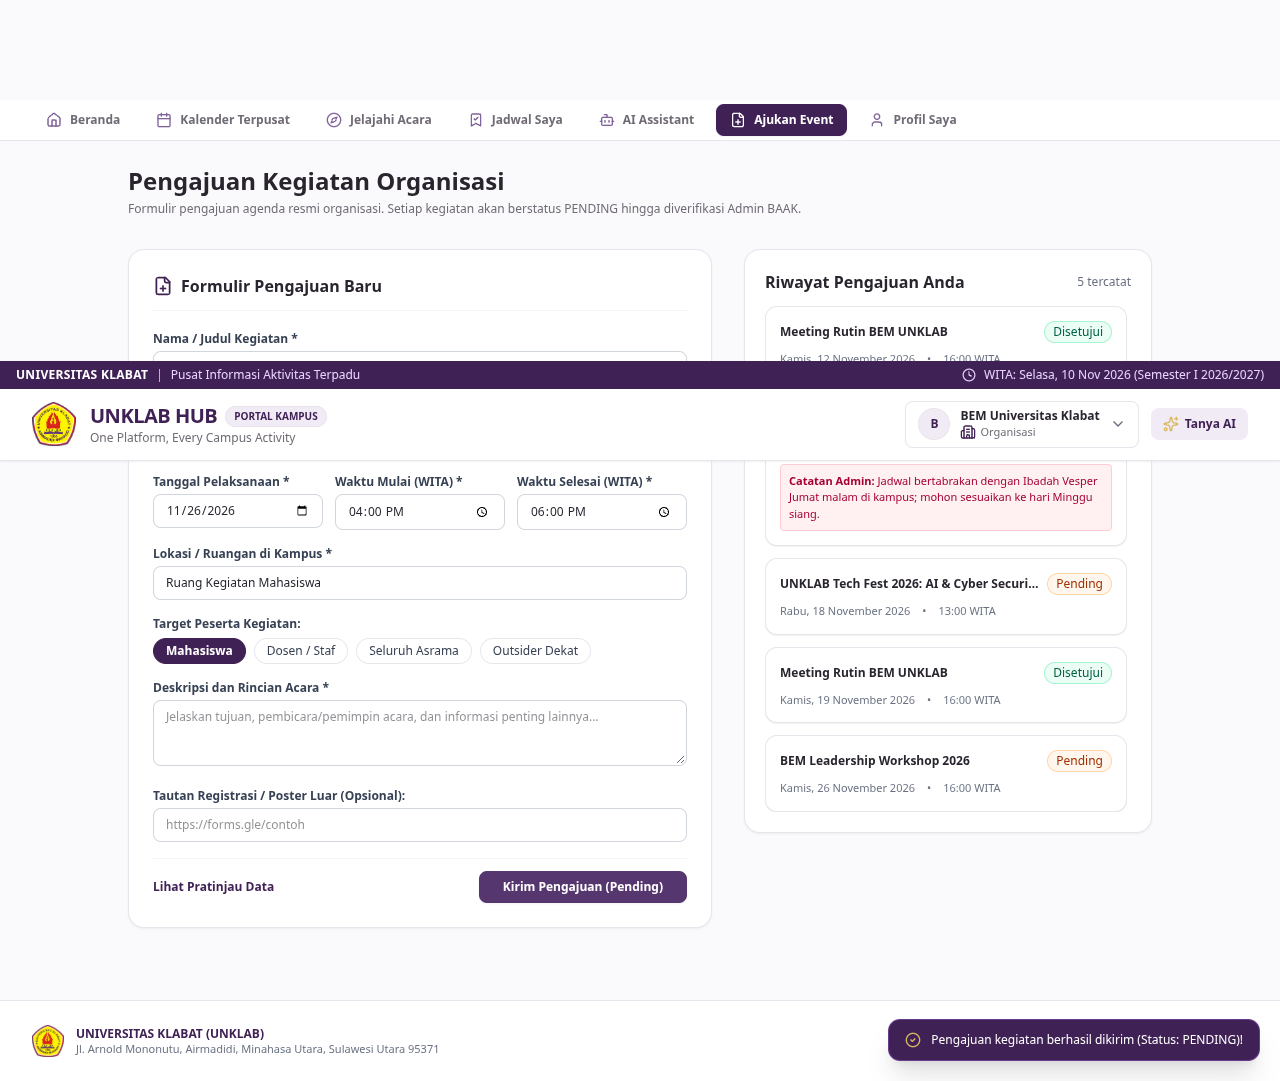 Beranda
Kalender Terpusat
Jelajahi Acara
Jadwal Saya
AI Assistant
Ajukan Event
Profil Saya
Pengajuan Kegiatan Organisasi
Formulir pengajuan agenda resmi organisasi. Setiap kegiatan akan berstatus PENDING hingga diverifikasi Admin BAAK.
Formulir Pengajuan Baru
Nama / Judul Kegiatan *
Riwayat Pengajuan Anda
5 tercatat
Meeting Rutin BEM UNKLAB
Disetujui
Kamis, 12 November 2026 • 16:00 WITA
UNIVERSITAS KLABAT | Pusat Informasi Aktivitas Terpadu
WITA: Selasa, 10 Nov 2026 (Semester I 2026/2027)
UNKLAB HUB
PORTAL KAMPUS
One Platform, Every Campus Activity
B
BEM Universitas Klabat
Organisasi
Tanya AI
Tanggal Pelaksanaan *
Waktu Mulai (WITA) *
Waktu Selesai (WITA) *
11/26/2026
04:00 PM
06:00 PM
Lokasi / Ruangan di Kampus *
Ruang Kegiatan Mahasiswa
Target Peserta Kegiatan:
Mahasiswa
Dosen / Staf
Seluruh Asrama
Outsider Dekat
Deskripsi dan Rincian Acara *
Jelaskan tujuan, pembicara/pemimpin acara, dan informasi penting lainnya...
Tautan Registrasi / Poster Luar (Opsional):
https://forms.gle/contoh
Lihat Pratinjau Data
Kirim Pengajuan (Pending)
Catatan Admin: Jadwal bertabrakan dengan Ibadah Vesper
Jumat malam di kampus; mohon sesuaikan ke hari Minggu
siang.
UNKLAB Tech Fest 2026: AI & Cyber Securi...
Pending
Rabu, 18 November 2026 • 13:00 WITA
Meeting Rutin BEM UNKLAB
Disetujui
Kamis, 19 November 2026 • 16:00 WITA
BEM Leadership Workshop 2026
Pending
Kamis, 26 November 2026 • 16:00 WITA
UNIVERSITAS KLABAT (UNKLAB)
Jl. Arnold Mononutu, Airmadidi, Minahasa Utara, Sulawesi Utara 95371
Pengajuan kegiatan berhasil dikirim (Status: PENDING)!